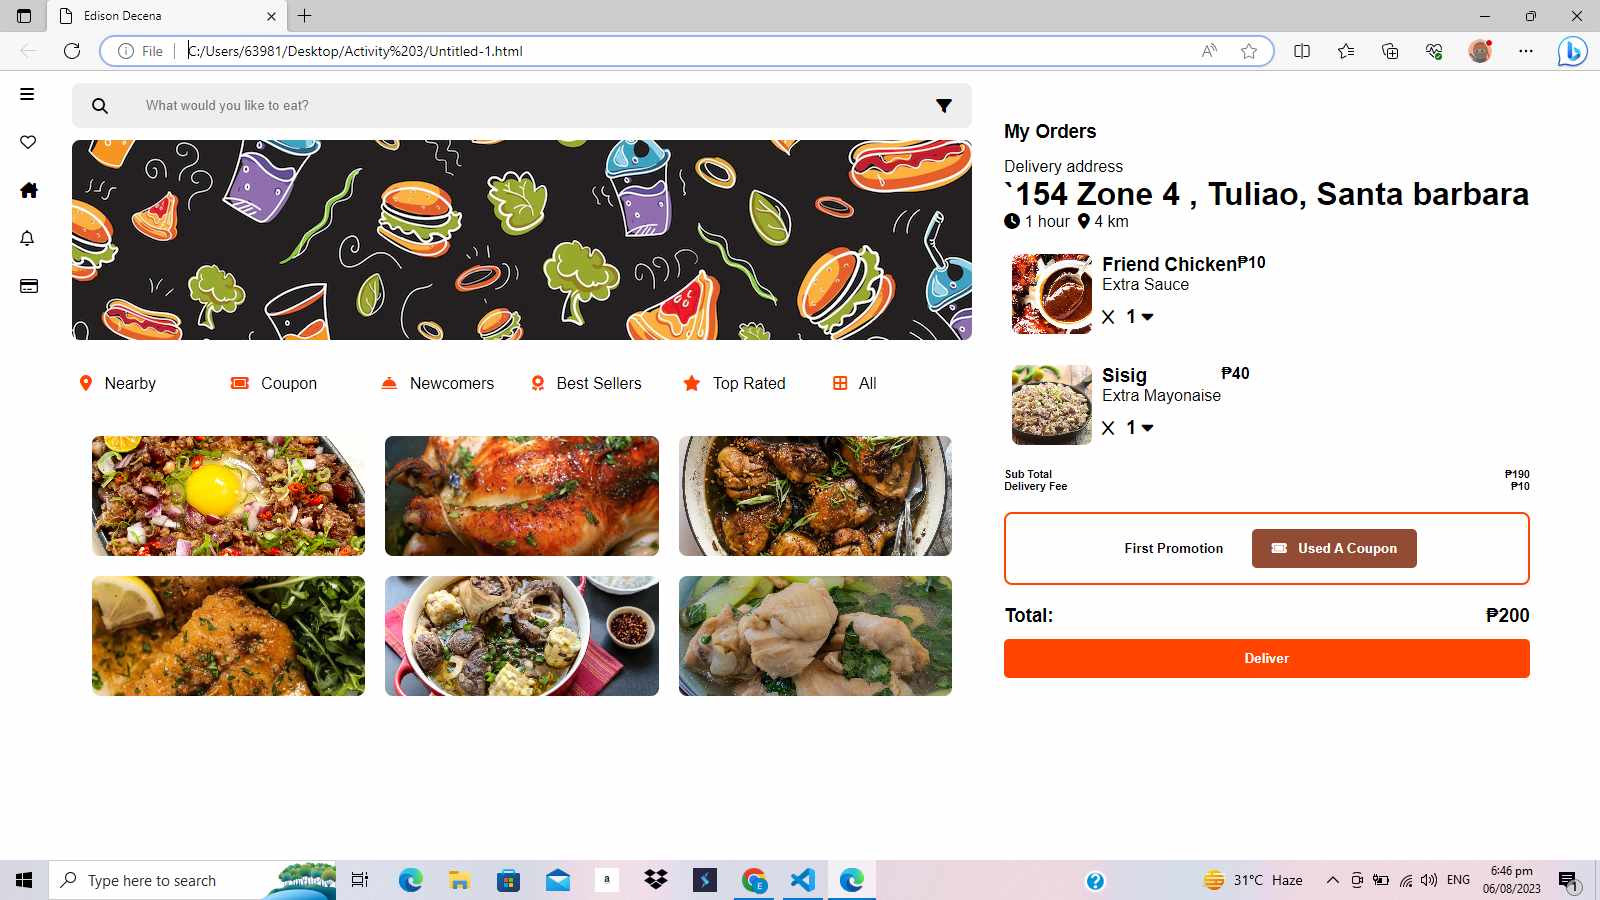 Edison Decena
File
C:/Users/63981/Desktop/Activity%203/Untitled-1.html
What would you like to eat?
Nearby
Coupon
Newcomers
Best Sellers
Top Rated
All
My Orders
Delivery address
`154 Zone 4 , Tuliao, Santa barbara
1 hour 4 km
Friend Chicken₱10
Extra Sauce
X 1
Sisig ₱40
Extra Mayonaise
X 1
Sub Total ₱190
Delivery Fee ₱10
First Promotion Used A Coupon
Total: ₱200
Deliver
Type here to search
a
E
31°C Haze
ENG
6:46 pm
06/08/2023
1